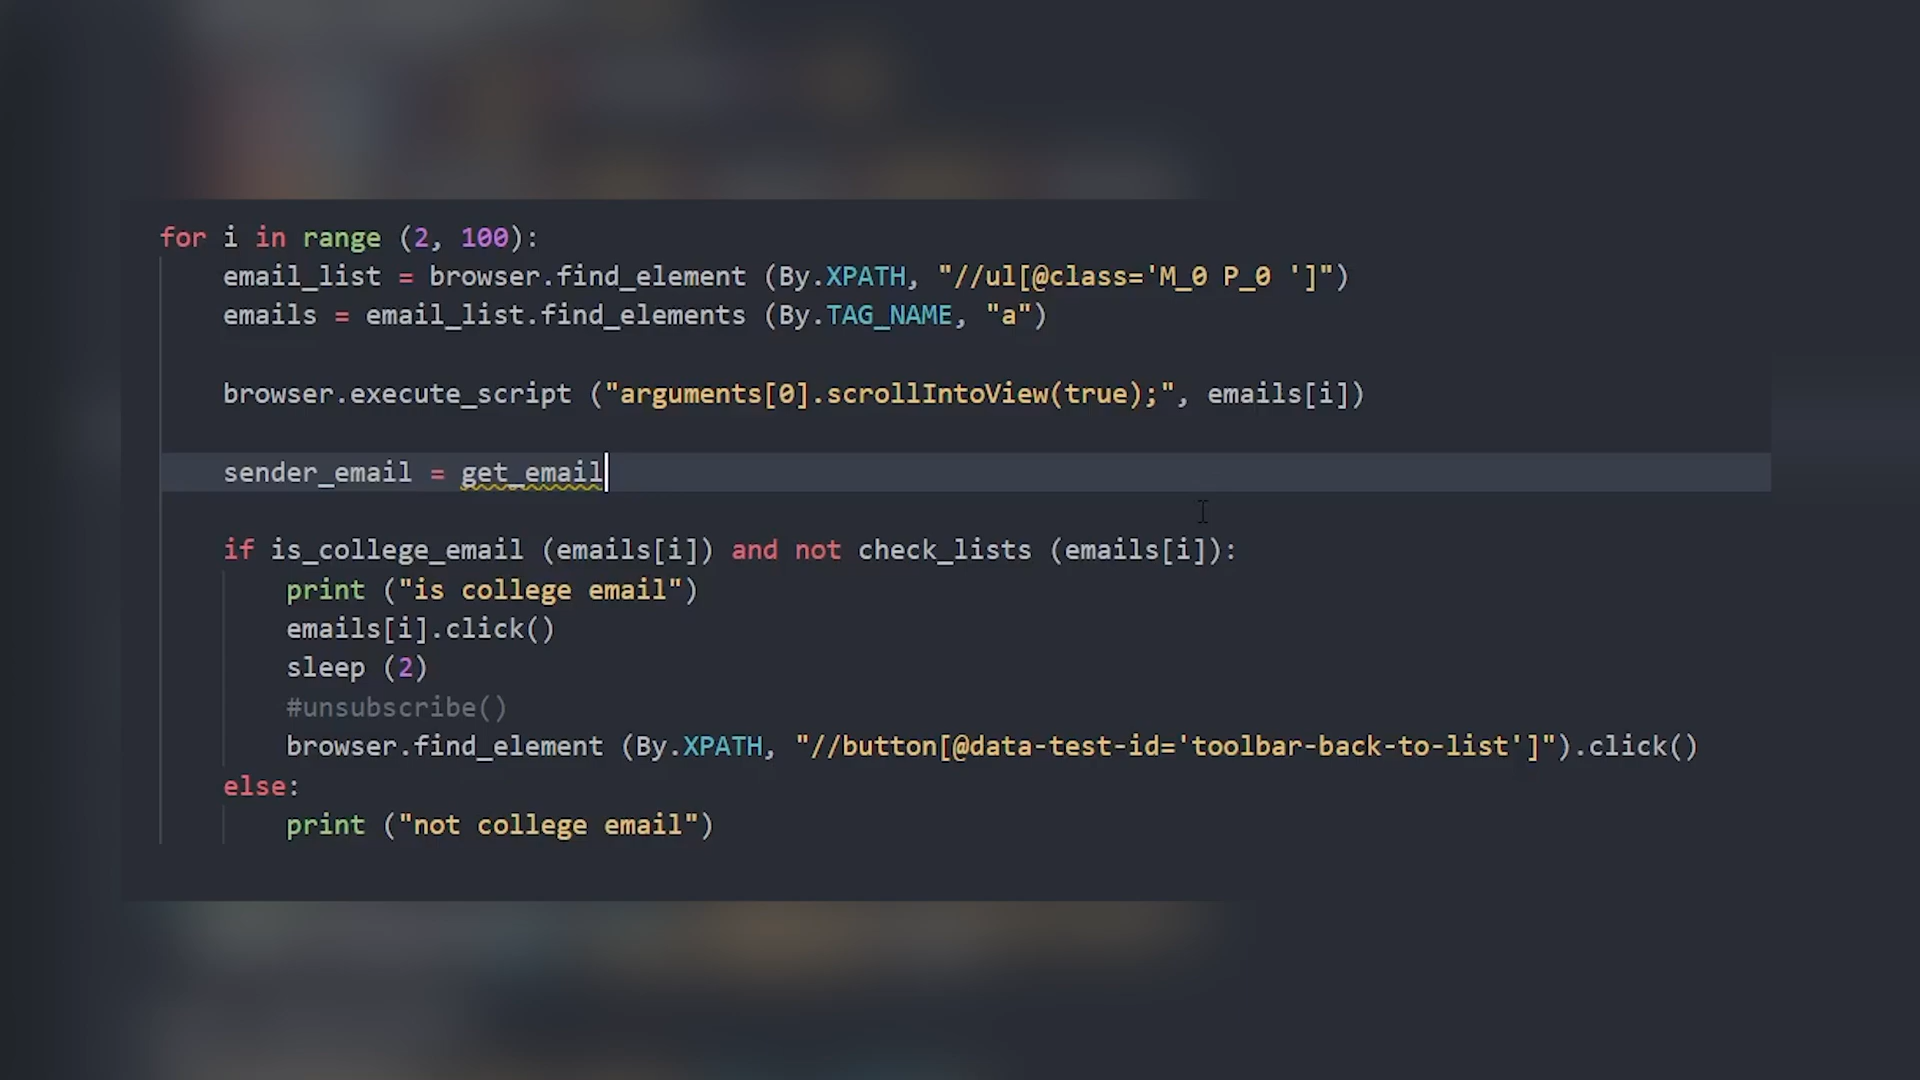 for i in range (2, 100):
email_list = browser.find_element (By.XPATH, "//ul[@class='M_0 P_0 ']")
emails = email_list.find_elements (By.TAG_NAME, "a")
browser.execute_script ("arguments[0].scrollIntoView(true);", emails[i])
sender_email = get_email
if is_college_email (emails[i]) and not check_lists (emails[i]):
print ("is college email")
emails[i].click()
sleep (2)
#unsubscribe()
browser.find_element (By.XPATH, "//button[@data-test-id='toolbar-back-to-list']").click()
else:
print ("not college email")